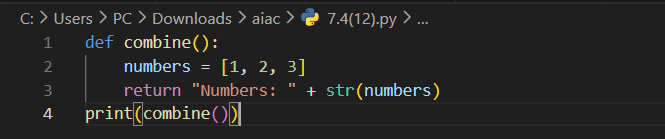 C: > Users > PC > Downloads > aiac > 7.4(12).py > ...
1 def combine():
2     numbers = [1, 2, 3]
3     return "Numbers: " + str(numbers)
4 print(combine())